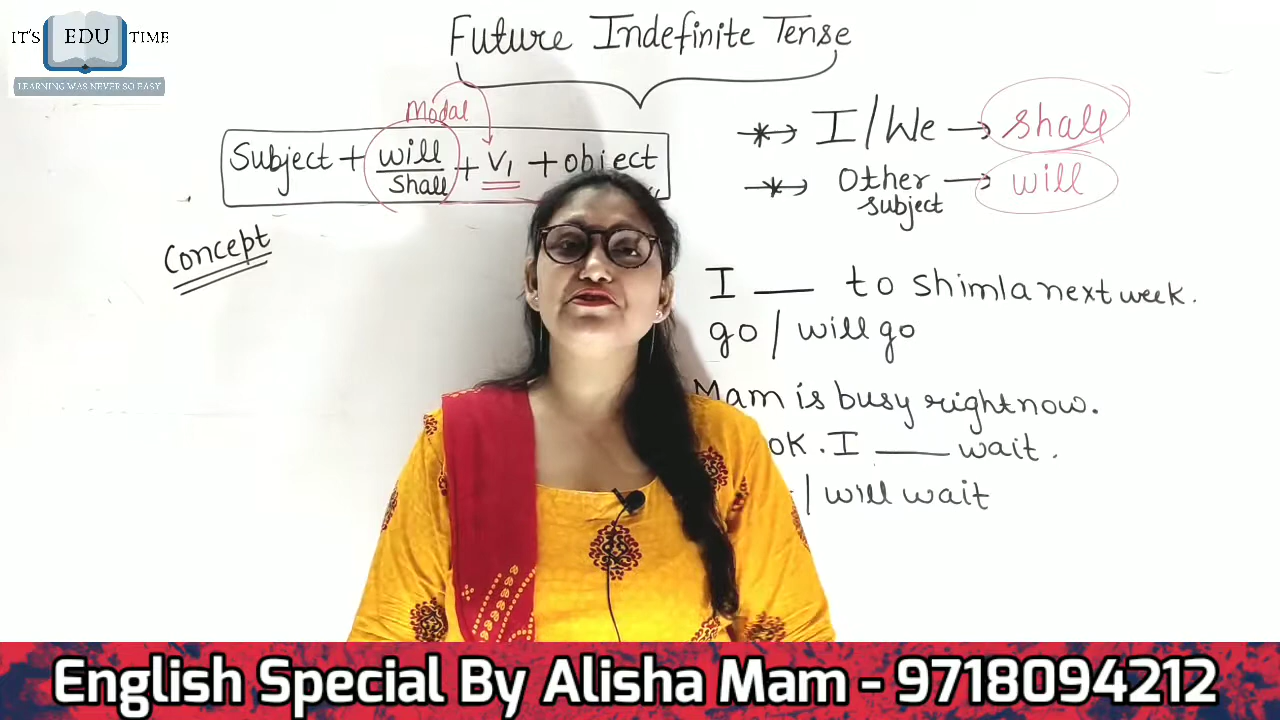 IT'S EDU TIME
LEARNING WAS NEVER SO EASY
Future Indefinite Tense
Modal
Subject + will/shall + V1 + object
Concept
I/We → shall
Other subject → will
I ___ to shimla next week.
go / will go
Mam is busy right now.
ok. I ___ wait.
/ will wait
English Special By Alisha Mam - 9718094212